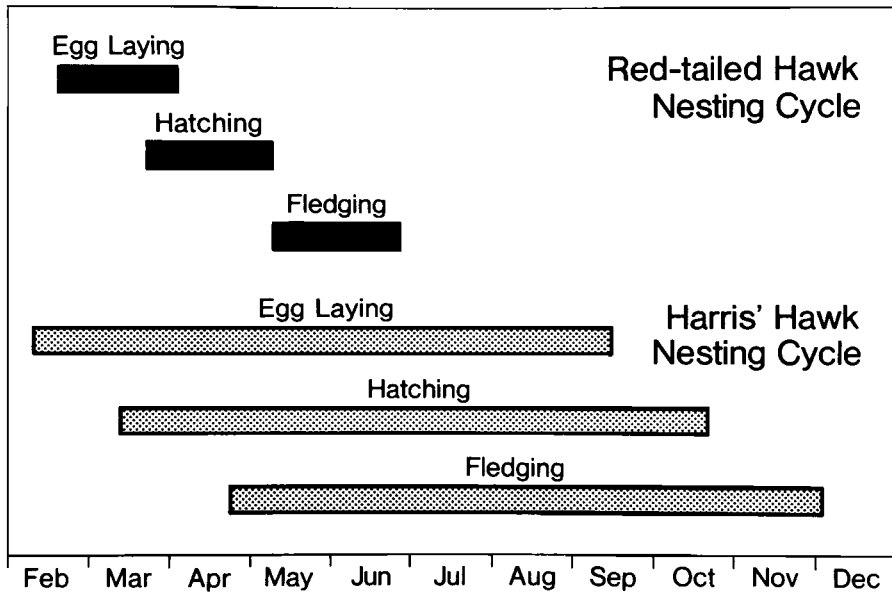 Egg Laying
Red-tailed Hawk
Nesting Cycle
Hatching
Fledging
Egg Laying
Harris' Hawk
Nesting Cycle
Hatching
Fledging
Feb Mar Apr May Jun Jul Aug Sep Oct Nov Dec